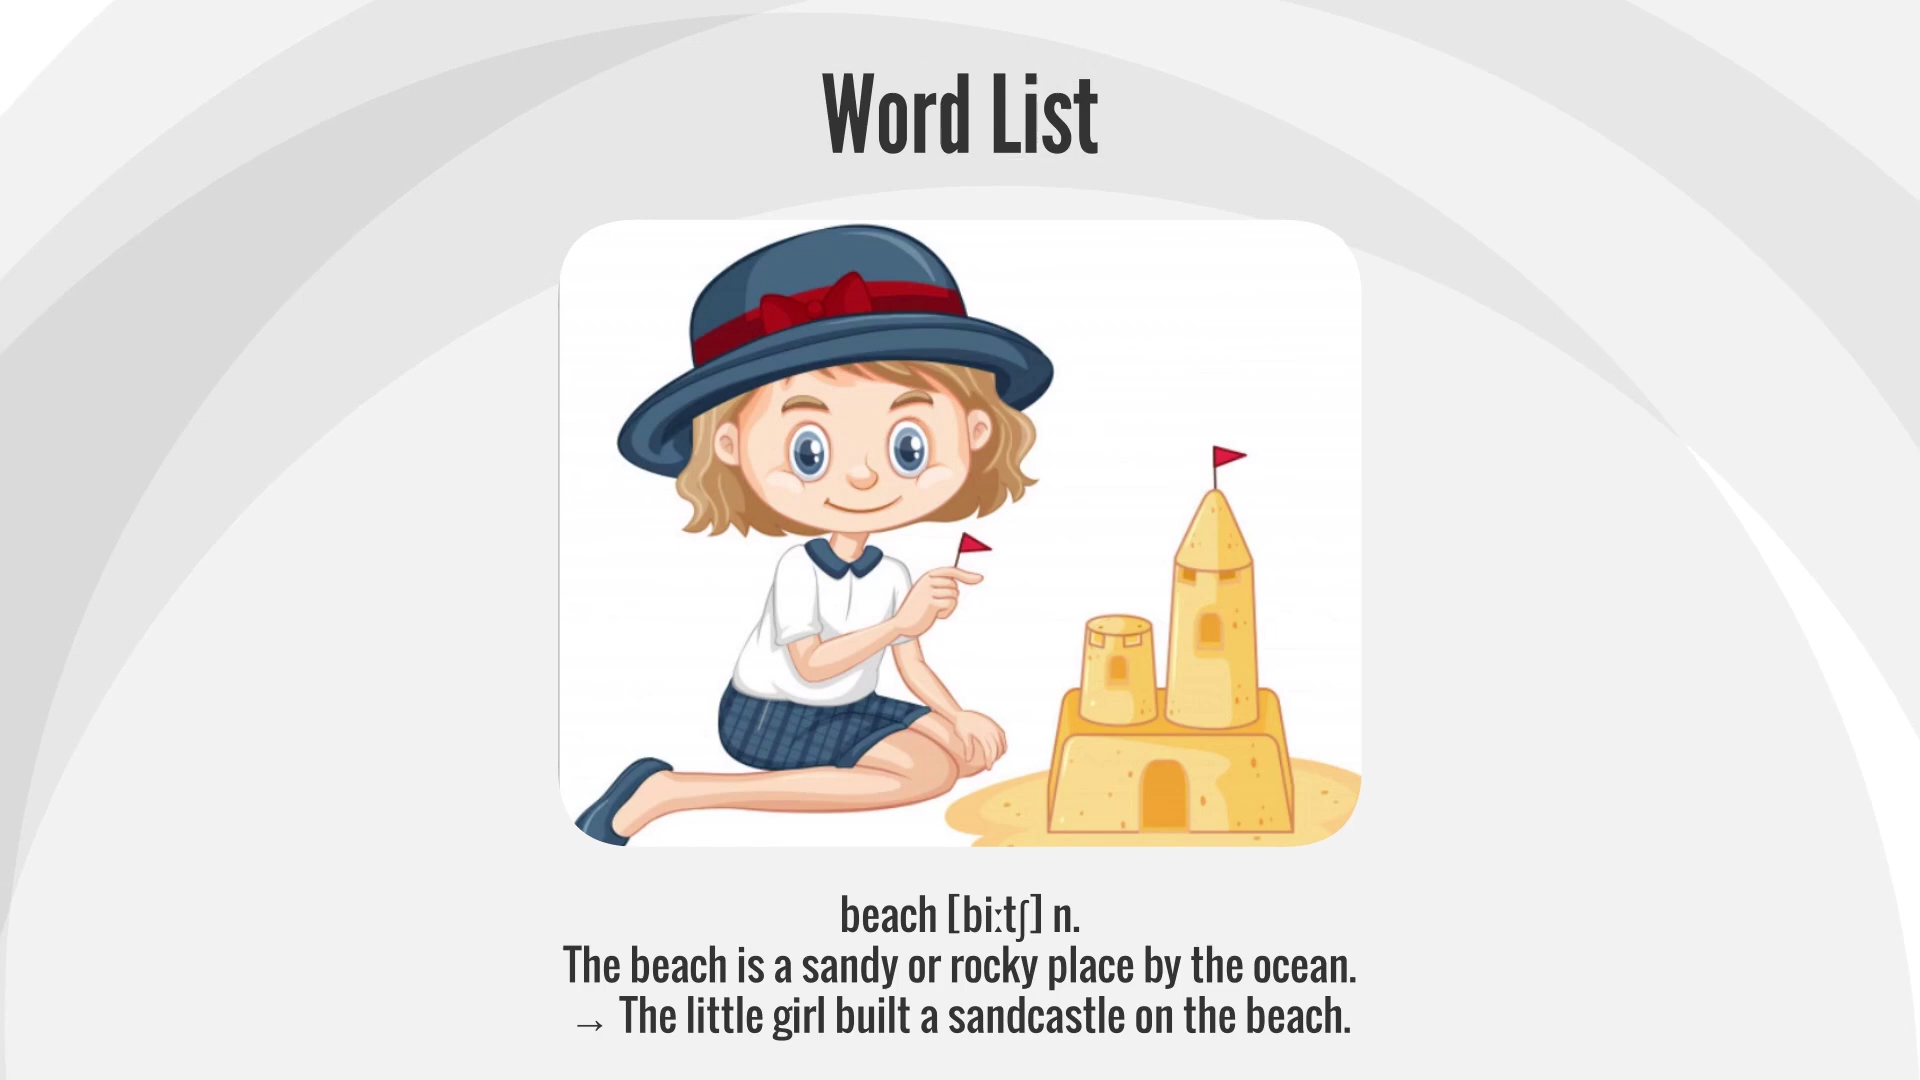 Word List
beach [biːtʃ] n.
The beach is a sandy or rocky place by the ocean.
→ The little girl built a sandcastle on the beach.